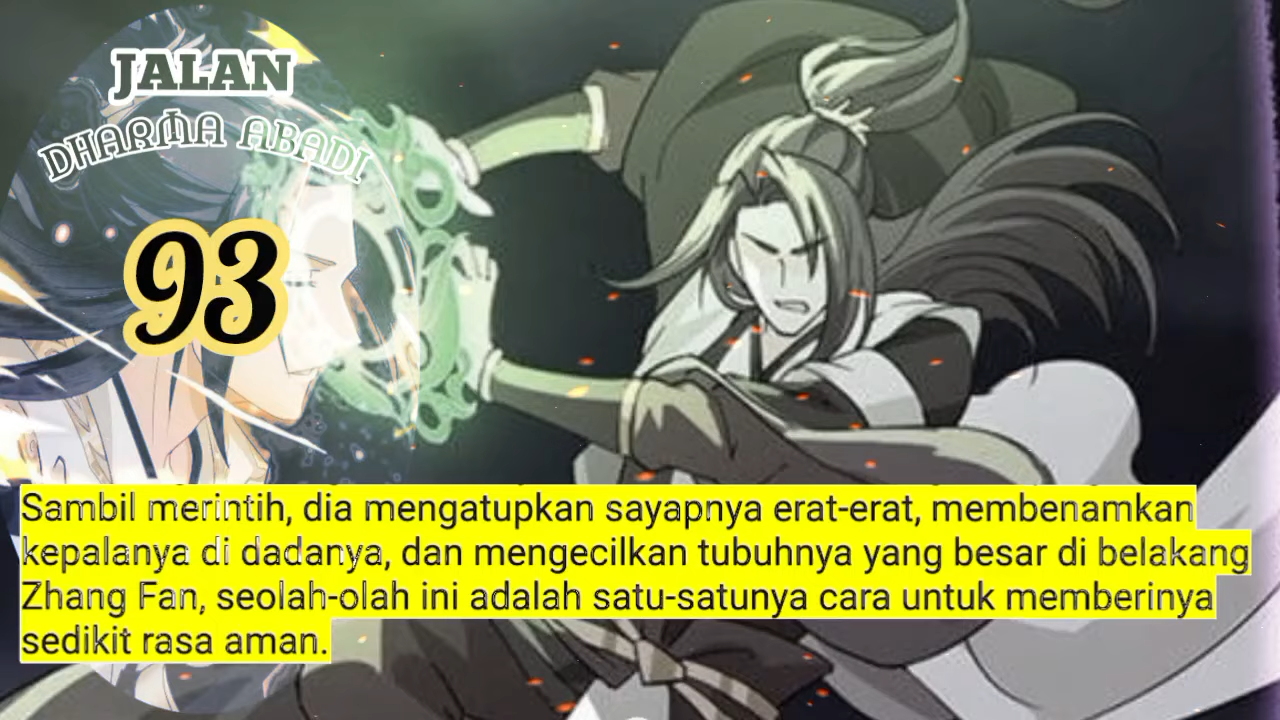 JALAN
DHARMA ABADI
93
Sambil merintih, dia mengatupkan sayapnya erat-erat, membenamkan
kepalanya di dadanya, dan mengecilkan tubuhnya yang besar di belakang
Zhang Fan, seolah-olah ini adalah satu-satunya cara untuk memberinya
sedikit rasa aman.